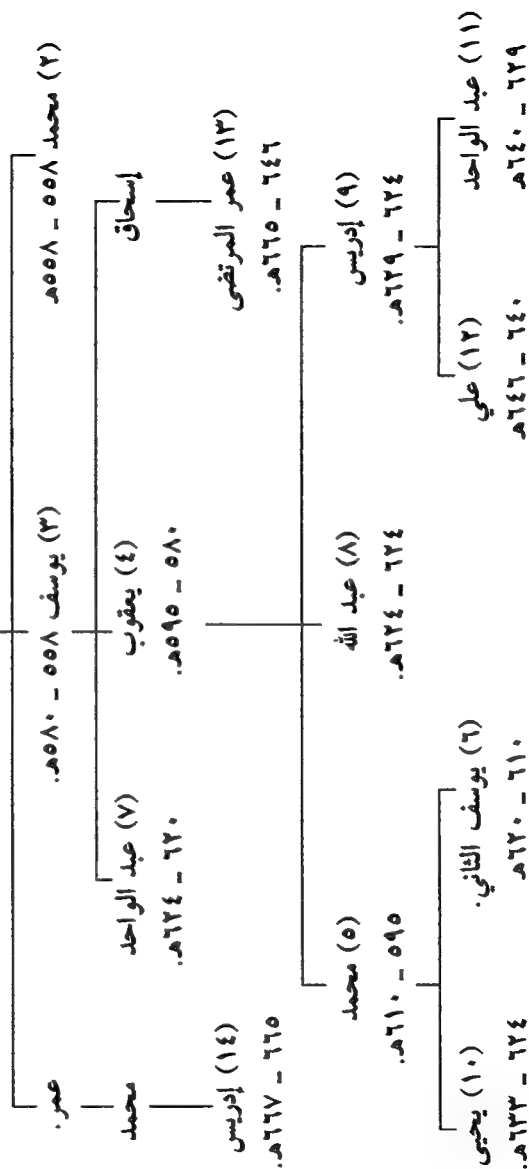 (٢) محمد ٥٥٨ – ٥٥٨هـ
(٣) يوسف ٥٥٨ – ٥٨٠هـ.
عمر.
إسحاق
(٤) يعقوب
٥٨٠ – ٥٩٥هـ.
(٧) عبد الواحد
٦٢٠ – ٦٢٤هـ.
محمد
(١٣) عمر المرتضى
٦٤٦ – ٦٦٥هـ.
(١٤) إدريس
٦٦٥ – ٦٦٧هـ.
(٩) إدريس
٦٢٤ – ٦٢٩هـ.
(٨) عبد الله
٦٢٤ – ٦٢٤هـ.
(٥) محمد
٥٩٥ – ٦١٠هـ.
(١١) عبد الواحد
٦٢٩ – ٦٤٠هـ
(١٢) علي
٦٤٠ – ٦٤٦هـ
(٦) يوسف الثاني.
٦١٠ – ٦٢٠هـ
(١٠) يحيى
٦٢٤ – ٦٣٣هـ